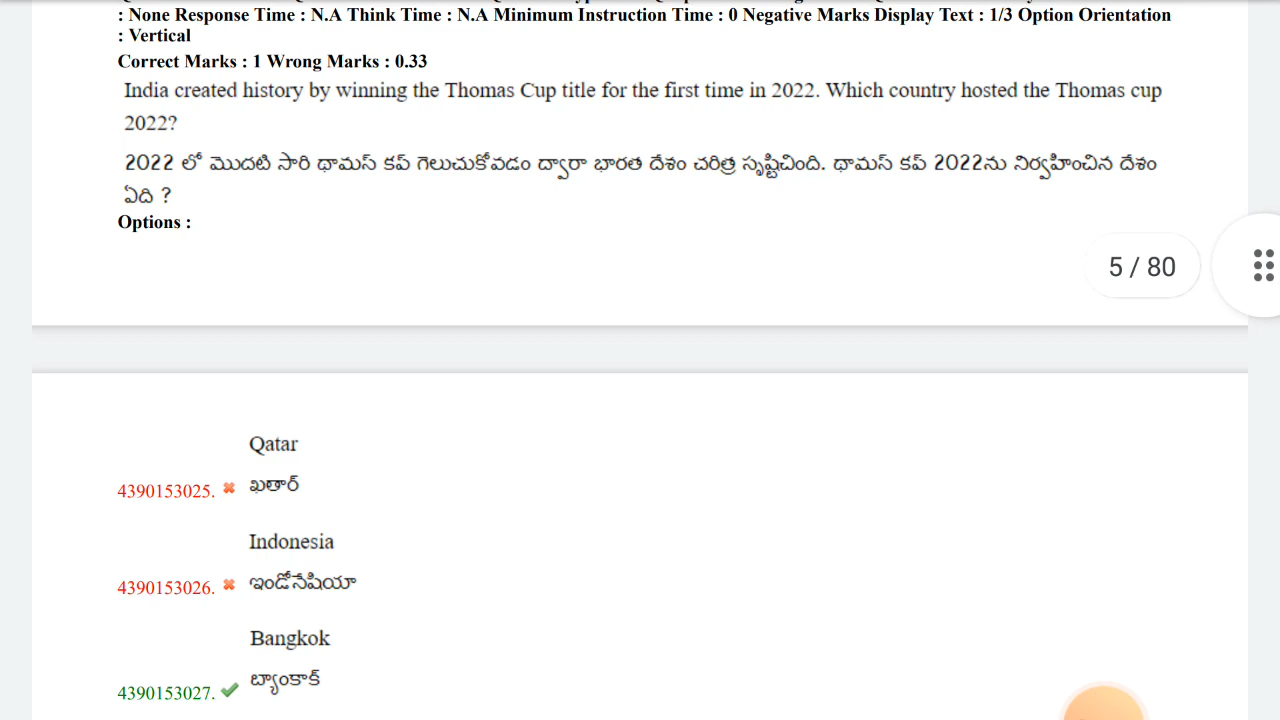 : None Response Time : N.A Think Time : N.A Minimum Instruction Time : 0 Negative Marks Display Text : 1/3 Option Orientation
: Vertical
Correct Marks : 1 Wrong Marks : 0.33
India created history by winning the Thomas Cup title for the first time in 2022. Which country hosted the Thomas cup
2022?
2022 లో మొదటి సారి థామస్ కప్ గెలుచుకోవడం ద్వారా భారత దేశం చరిత్ర సృష్టిచింది. థామస్ కప్ 2022ను నిర్వహించిన దేశం
ఏది ?
Options :
5 / 80
Qatar
4390153025. ✖ ఖతార్
Indonesia
4390153026. ✖ ఇండోనేషియా
Bangkok
4390153027. ✔ బ్యాంకాక్